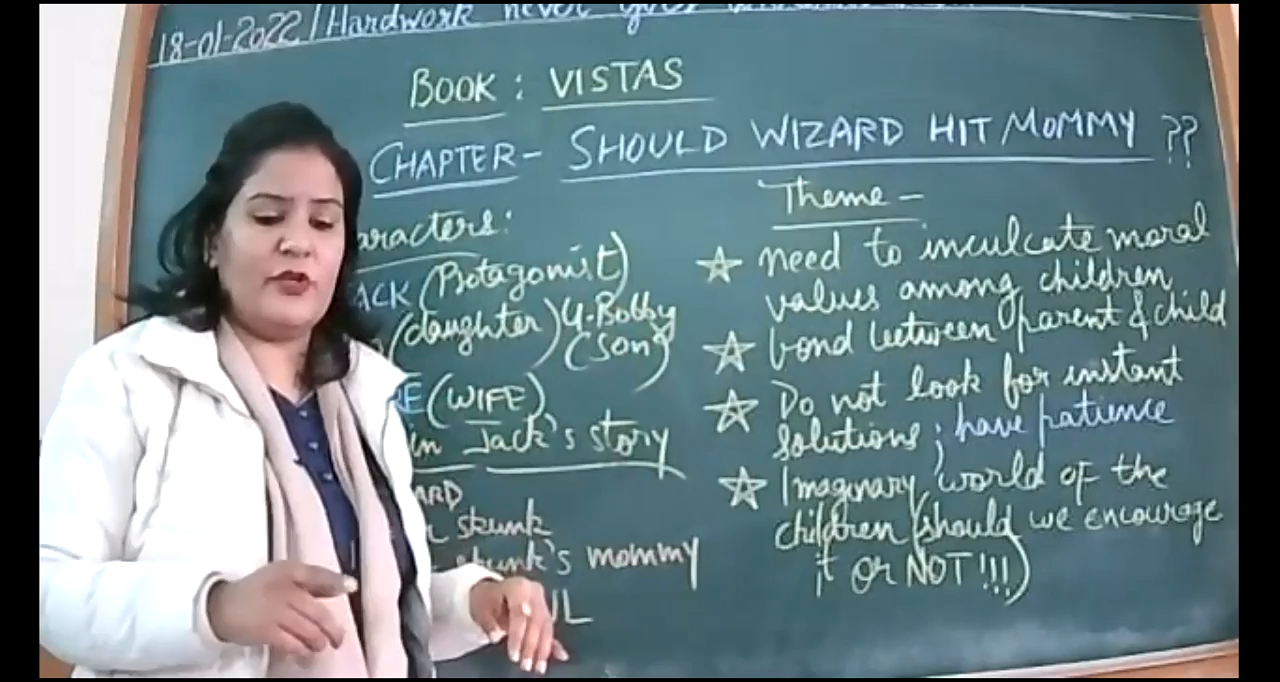 18-01-2022/Hardwork never goes
BOOK : VISTAS
CHAPTER- SHOULD WIZARD HIT MOMMY ??
aracters:
ACK (Protagonist)
(daughter) 4-Bobby
(son)
E (WIFE)
in Jack's story
ARD
skunk
skunk's mommy
UL
Theme -
☆ need to inculcate moral
values among children
☆ bond between parent & child
☆ Do not look for instant
solutions ; have patience
☆ Imaginary world of the
children (should we encourage
it OR NOT !!!)